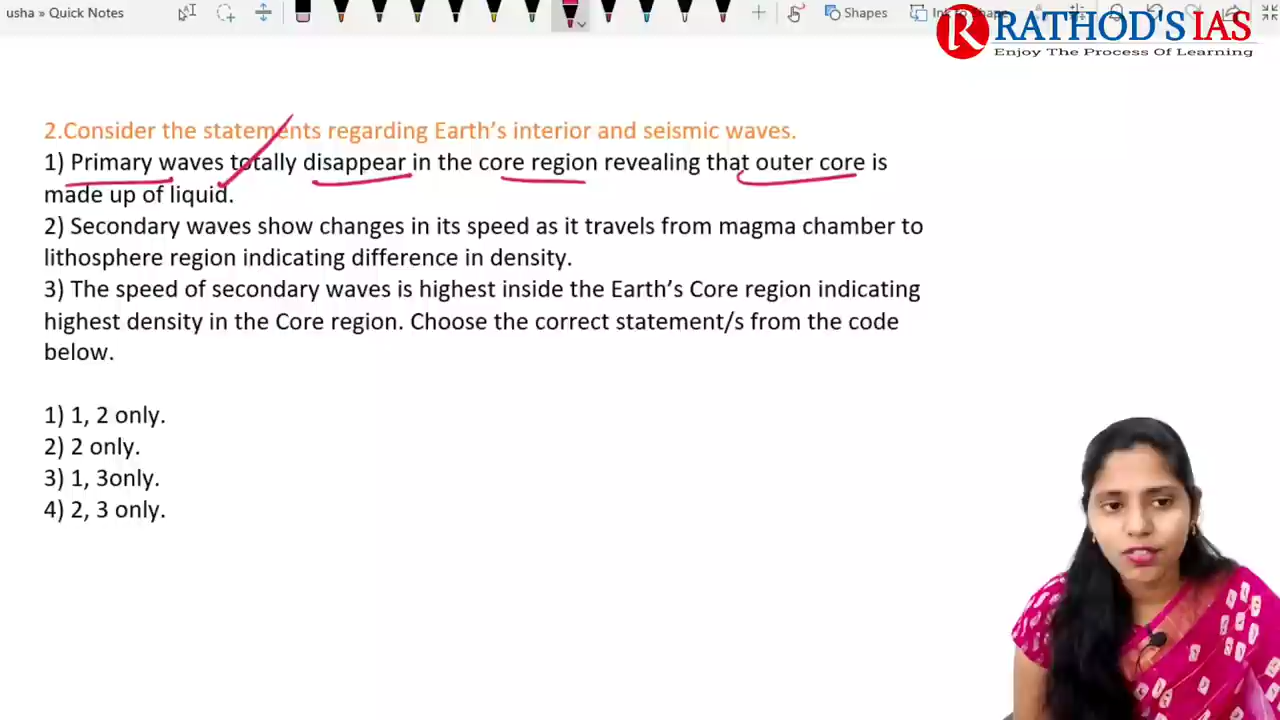 usha » Quick Notes
Shapes
RATHOD'S IAS
Enjoy The Process Of Learning
2.Consider the statements regarding Earth's interior and seismic waves.
1) Primary waves totally disappear in the core region revealing that outer core is
made up of liquid.
2) Secondary waves show changes in its speed as it travels from magma chamber to
lithosphere region indicating difference in density.
3) The speed of secondary waves is highest inside the Earth's Core region indicating
highest density in the Core region. Choose the correct statement/s from the code
below.
1) 1, 2 only.
2) 2 only.
3) 1, 3only.
4) 2, 3 only.